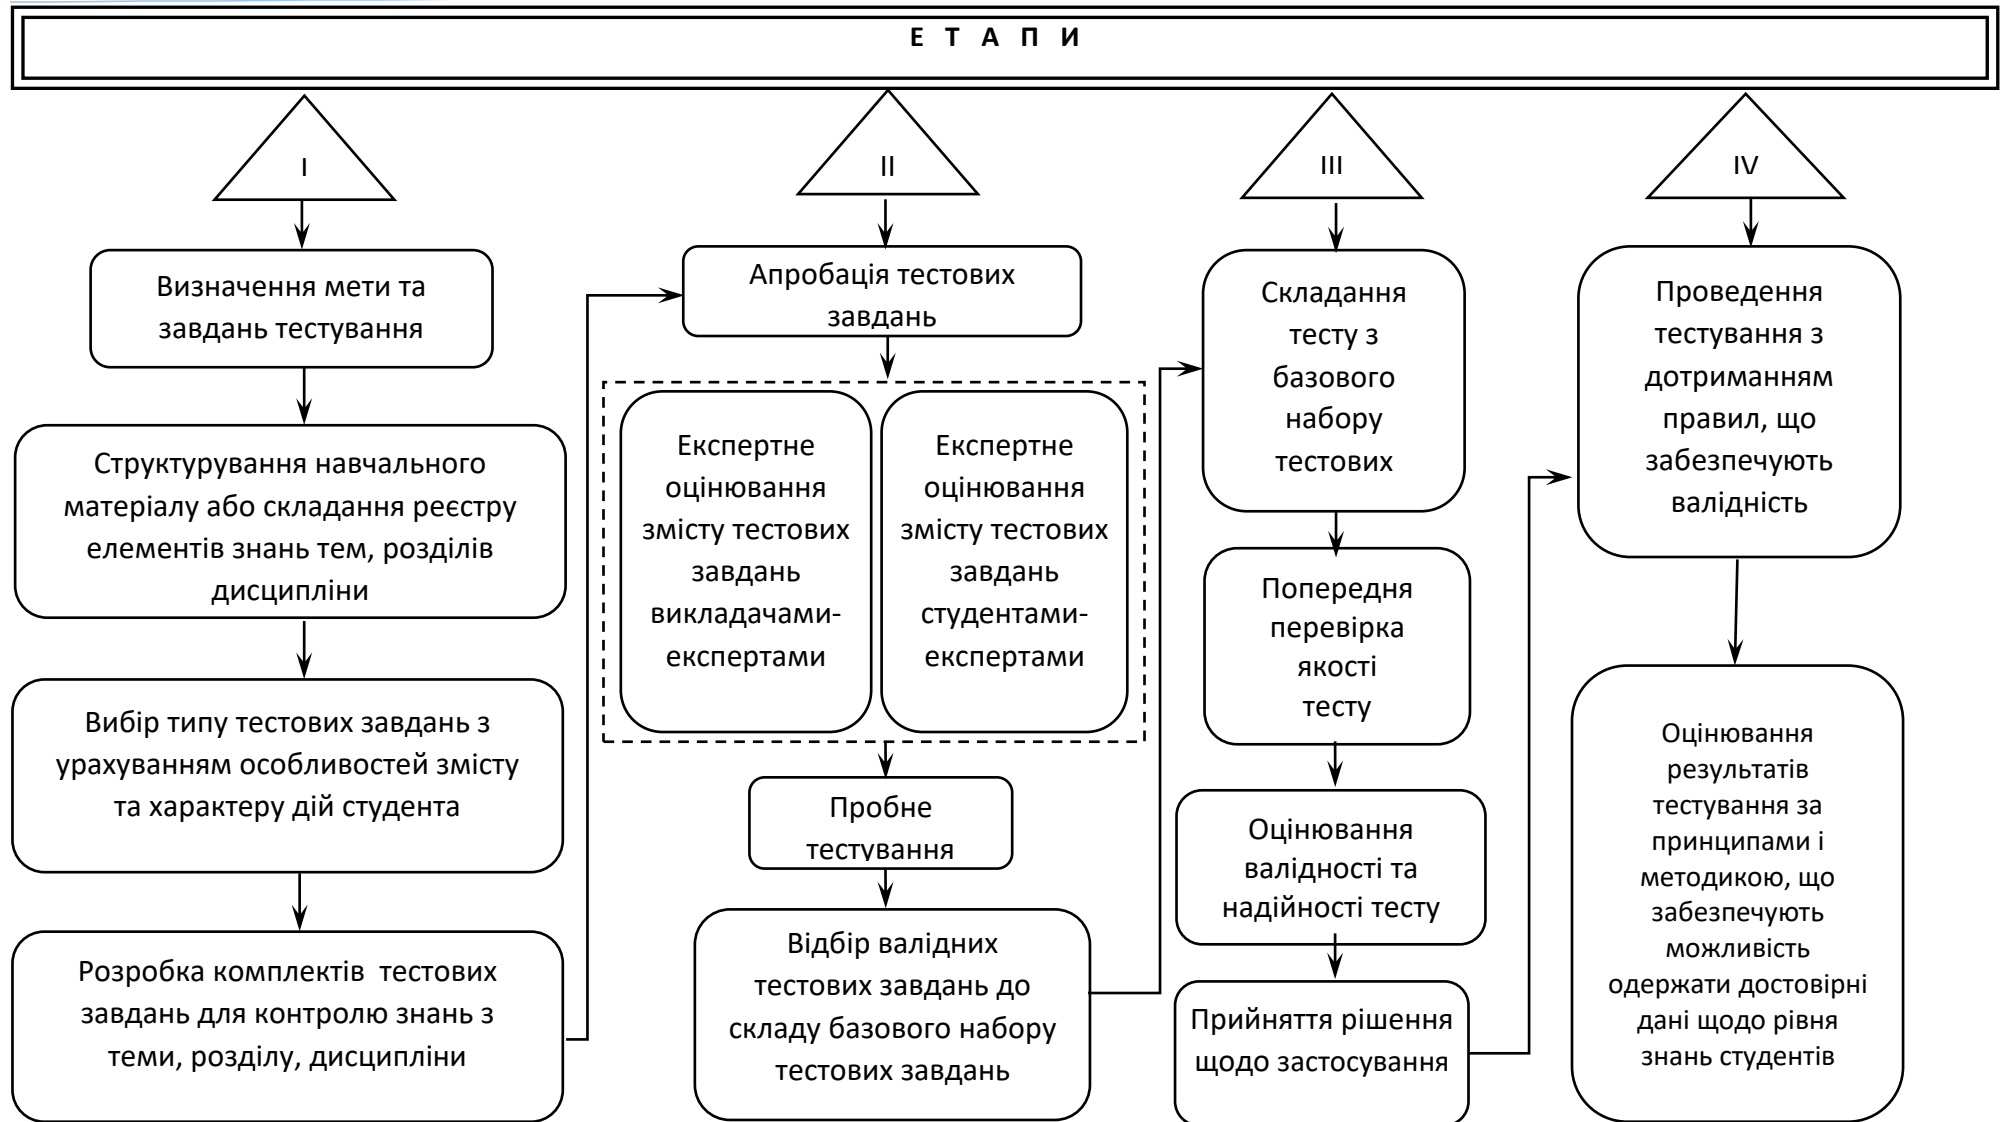 Е Т А П И
I
Визначення мети та
завдань тестування
Структурування навчального
матеріалу або складання реєстру
елементів знань тем, розділів
дисципліни
Вибір типу тестових завдань з
урахуванням особливостей змісту
та характеру дій студента
Розробка комплектів тестових
завдань для контролю знань з
теми, розділу, дисципліни
II
Апробація тестових
завдань
Експертне
оцінювання
змісту тестових
завдань
викладачами-
експертами
Експертне
оцінювання
змісту тестових
завдань
студентами-
експертами
Пробне
тестування
Відбір валідних
тестових завдань до
складу базового набору
тестових завдань
III
Складання
тесту з
базового
набору
тестових
Попередня
перевірка
якості
тесту
Оцінювання
валідності та
надійності тесту
Прийняття рішення
щодо застосування
IV
Проведення
тестування з
дотриманням
правил, що
забезпечують
валідність
Оцінювання
результатів
тестування за
принципами і
методикою, що
забезпечують
можливість
одержати достовірні
дані щодо рівня
знань студентів